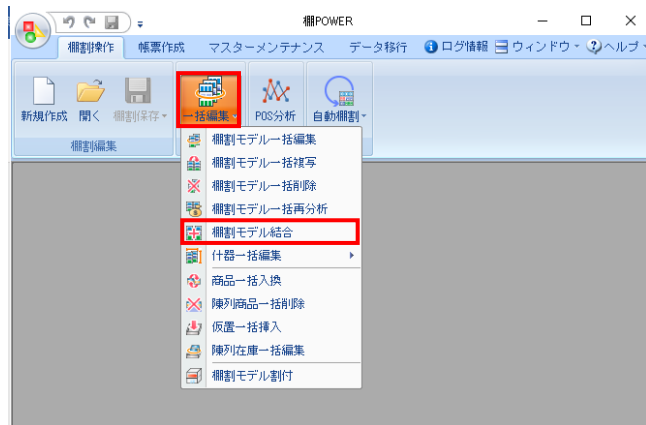 棚POWER
棚割操作 帳票作成 マスターメンテナンス データ移行 ログ情報 ウィンドウ ヘルプ
新規作成 開く 棚割保存 一括編集 POS分析 自動棚割
棚割編集
棚割モデル一括編集
棚割モデル一括複写
棚割モデル一括削除
棚割モデル一括再分析
棚割モデル結合
什器一括編集
商品一括入換
陳列商品一括削除
仮置一括挿入
陳列在庫一括編集
棚割モデル割付